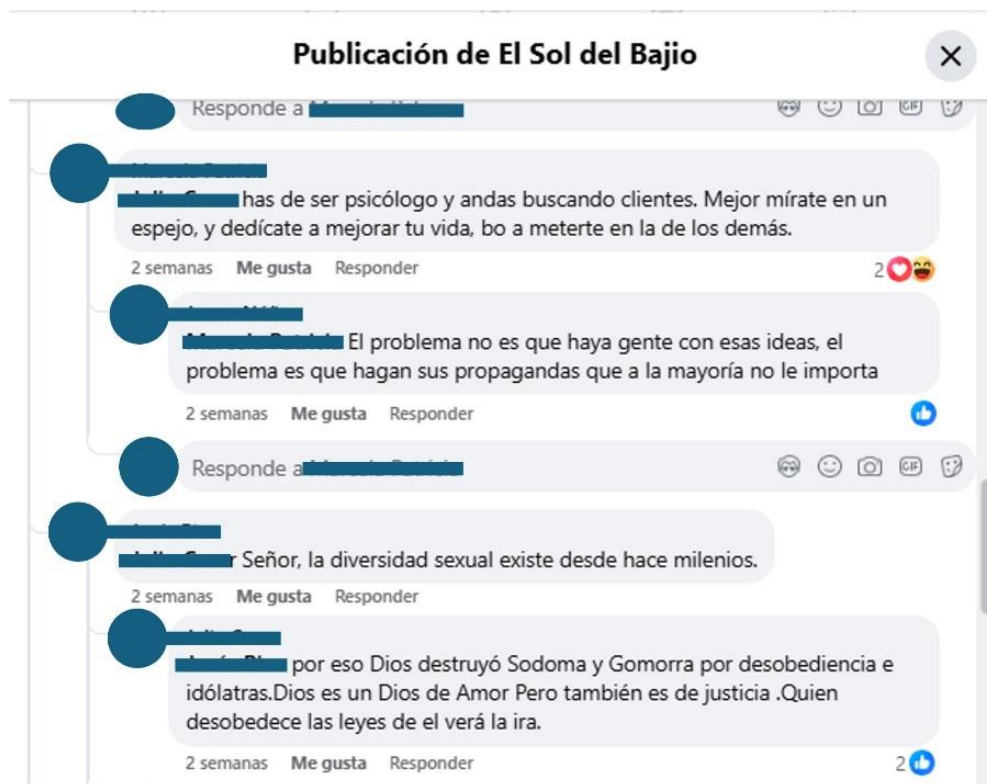 Publicación de El Sol del Bajio
Responde a
GIF
has de ser psicólogo y andas buscando clientes. Mejor mírate en un
espejo, y dedícate a mejorar tu vida, bo a meterte en la de los demás.
2 semanas Me gusta Responder 2
El problema no es que haya gente con esas ideas, el
problema es que hagan sus propagandas que a la mayoría no le importa
2 semanas Me gusta Responder
Responde a
GIF
Señor, la diversidad sexual existe desde hace milenios.
2 semanas Me gusta Responder
por eso Dios destruyó Sodoma y Gomorra por desobediencia e
idólatras.Dios es un Dios de Amor Pero también es de justicia .Quien
desobedece las leyes de el verá la ira.
2 semanas Me gusta Responder 2